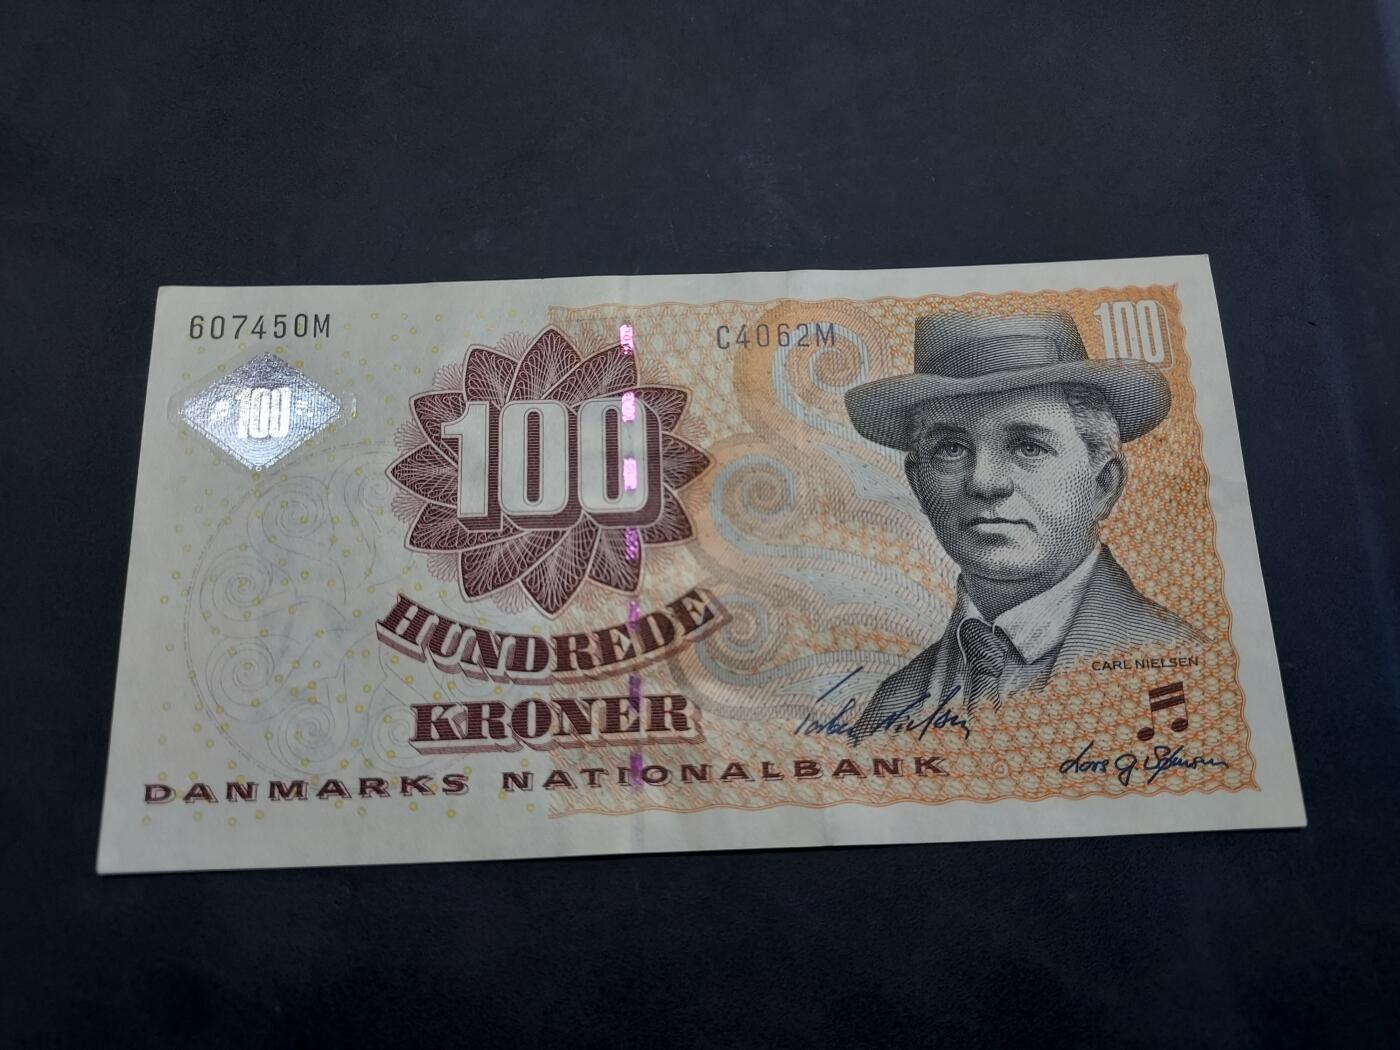 607450M
C4062M
100
100
100
HUNDREDE
KRONER
CARL NIELSEN
DANMARKS NATIONALBANK